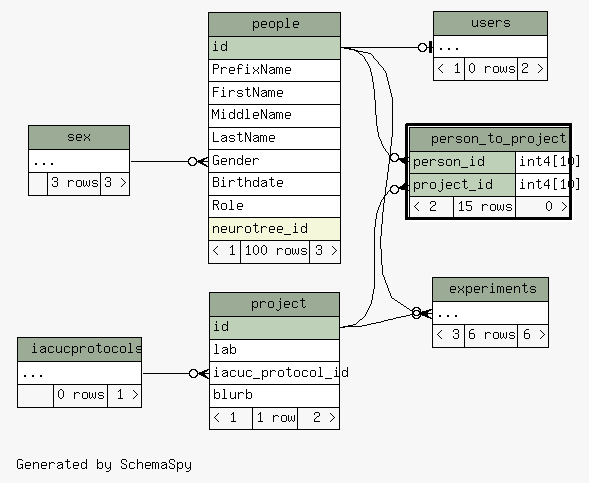 people
id
PrefixName
FirstName
MiddleName
LastName
Gender
Birthdate
Role
neurotree_id
< 1 100 rows 3 >
users
...
< 1 0 rows 2 >
sex
...
3 rows 3 >
person_to_project
person_id int4[10]
project_id int4[10]
< 2 15 rows 0 >
project
id
lab
iacuc_protocol_id
blurb
< 1 1 row 2 >
experiments
...
< 3 6 rows 6 >
iacucprotocols
...
0 rows 1 >
Generated by SchemaSpy